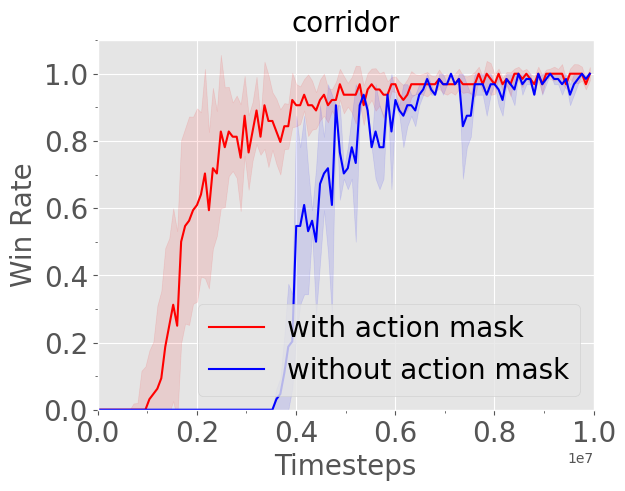 corridor
Win Rate
1.0
0.8
0.6
0.4
0.2
0.0
with action mask
without action mask
0.0 0.2 0.4 0.6 0.8 1.0
Timesteps
1e7